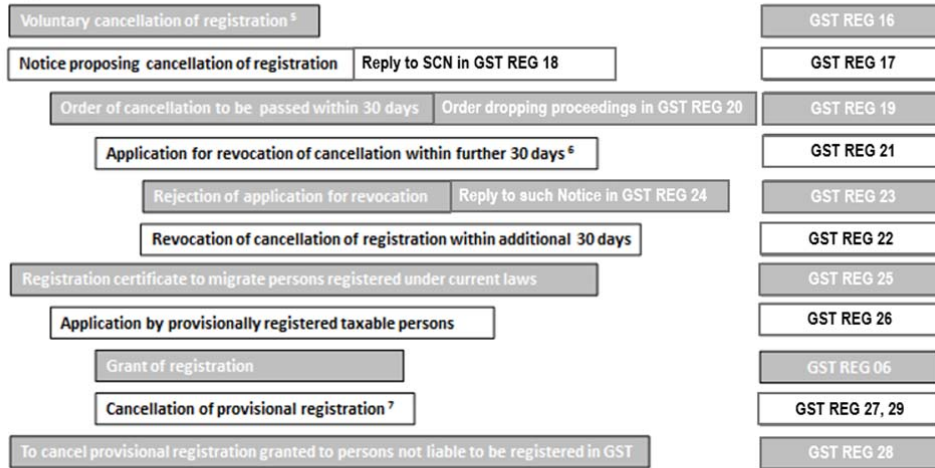 Voluntary cancellation of registration 5 GST REG 16
Notice proposing cancellation of registration Reply to SCN in GST REG 18 GST REG 17
Order of cancellation to be passed within 30 days Order dropping proceedings in GST REG 20 GST REG 19
Application for revocation of cancellation within further 30 days 6 GST REG 21
Rejection of application for revocation Reply to such Notice in GST REG 24 GST REG 23
Revocation of cancellation of registration within additional 30 days GST REG 22
Registration certificate to migrate persons registered under current laws GST REG 25
Application by provisionally registered taxable persons GST REG 26
Grant of registration GST REG 06
Cancellation of provisional registration 7 GST REG 27, 29
To cancel provisional registration granted to persons not liable to be registered in GST GST REG 28